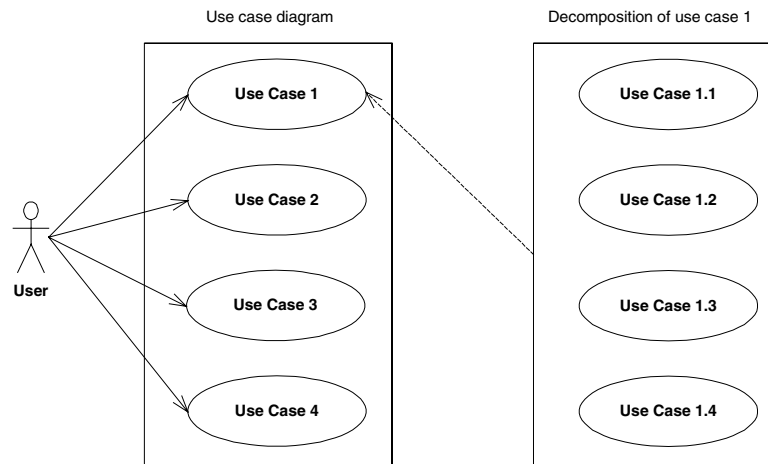 Use case diagram
Decomposition of use case 1
Use Case 1
Use Case 1.1
Use Case 2
Use Case 1.2
User
Use Case 3
Use Case 1.3
Use Case 4
Use Case 1.4